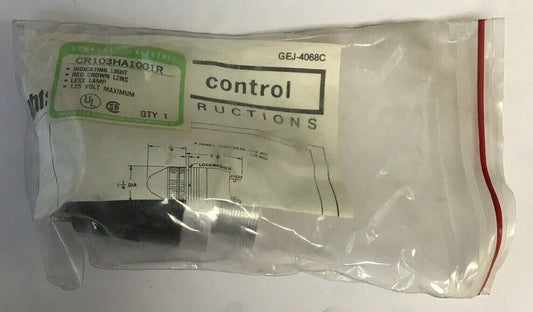 GENERAL ELECTRIC
CR103HA1001R
• INDICATING LIGHT
• RED CROWN LENS
• LESS LAMP
• 125 VOLT MAXIMUM
UL
QTY 1
GEJ-4068C
control
RUCTIONS
LOCKWASHER
DIA